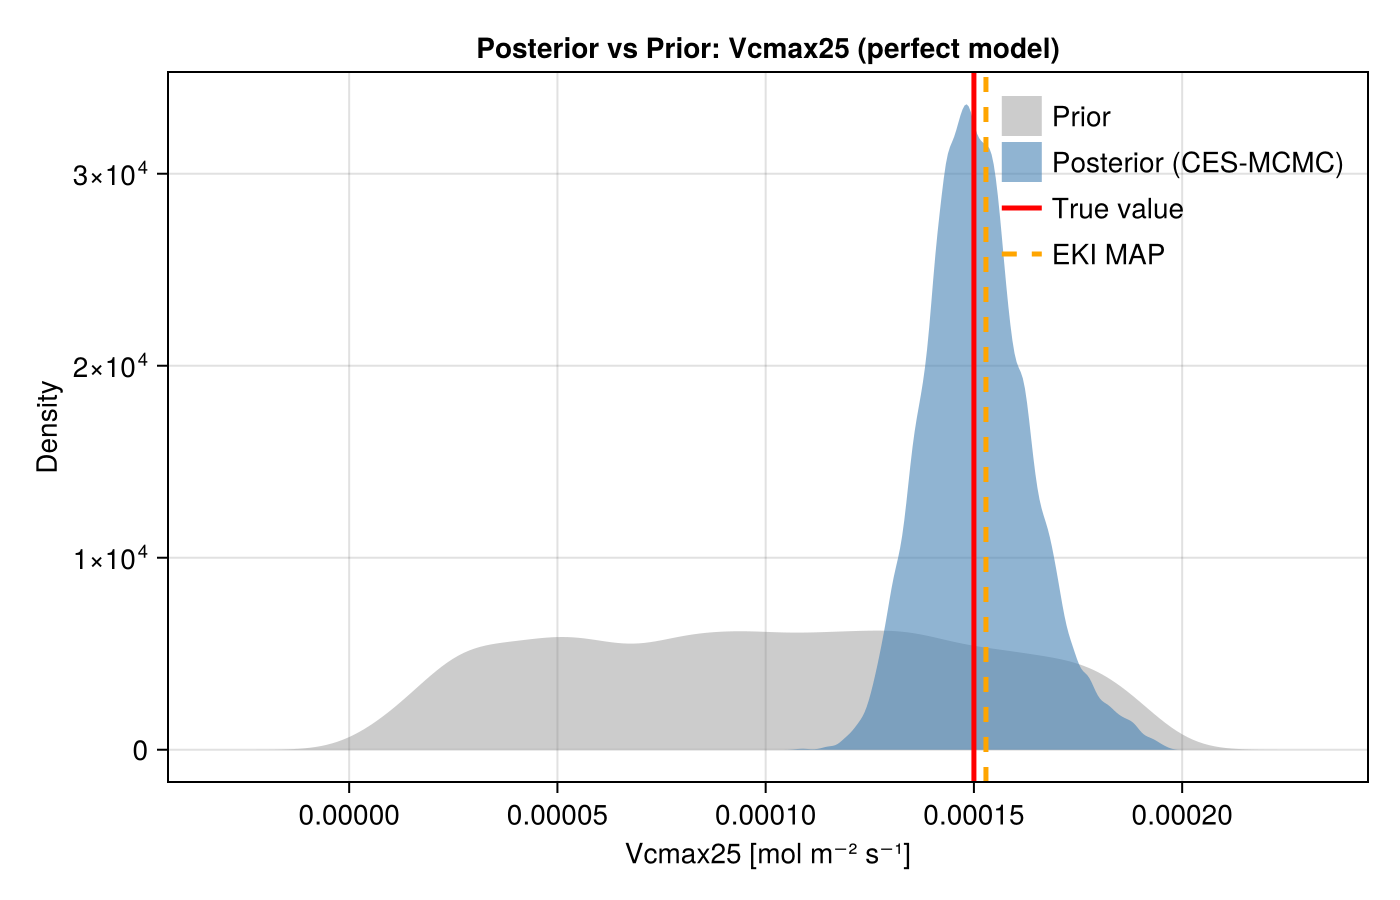 Posterior vs Prior: Vcmax25 (perfect model)
Prior
Posterior (CES-MCMC)
True value
EKI MAP
3×10⁴
2×10⁴
1×10⁴
0
Density
0.00000
0.00005
0.00010
0.00015
0.00020
Vcmax25 [mol m⁻² s⁻¹]